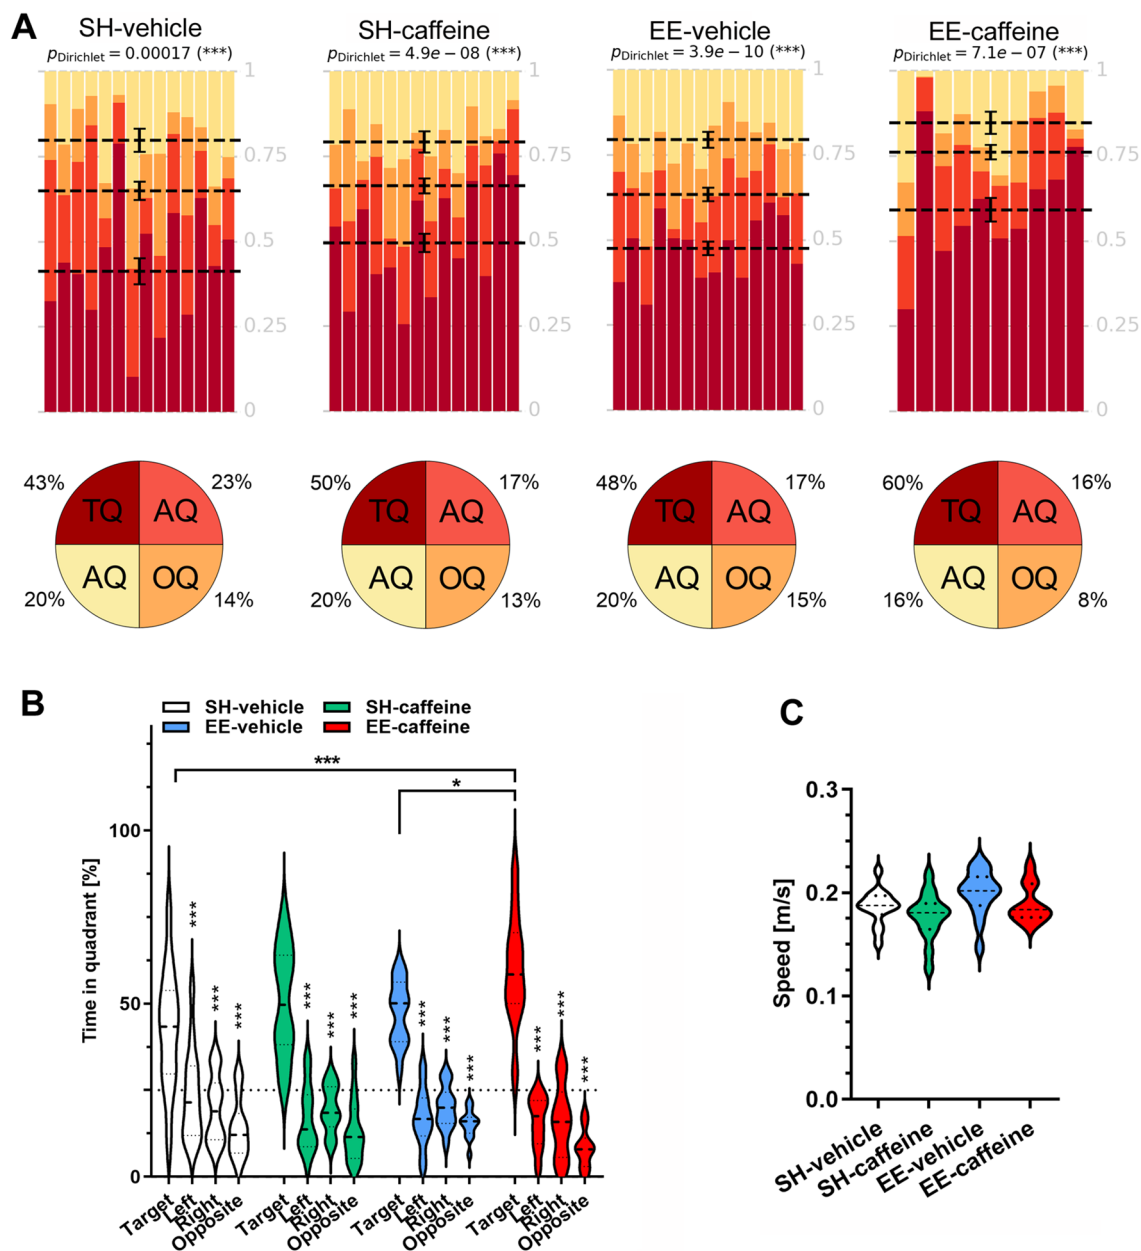 A
SH-vehicle
SH-caffeine
EE-vehicle
EE-caffeine
pDirichlet = 0.00017 (***)
pDirichlet = 4.9e − 08 (***)
pDirichlet = 3.9e − 10 (***)
pDirichlet = 7.1e − 07 (***)
1
0.75
0.5
0.25
0
1
0.75
0.5
0.25
0
1
0.75
0.5
0.25
0
1
0.75
0.5
0.25
0
43% TQ AQ 23%
20% AQ OQ 14%
50% TQ AQ 17%
20% AQ OQ 13%
48% TQ AQ 17%
20% AQ OQ 15%
60% TQ AQ 16%
16% AQ OQ 8%
B
SH-vehicle
SH-caffeine
EE-vehicle
EE-caffeine
***
*
Time in quadrant [%]
100
50
0
***
***
***
***
***
***
***
***
***
***
***
***
Target
Left
Right
Opposite
Target
Left
Right
Opposite
Target
Left
Right
Opposite
Target
Left
Right
Opposite
C
Speed [m/s]
0.3
0.2
0.1
0.0
SH-vehicle
SH-caffeine
EE-vehicle
EE-caffeine